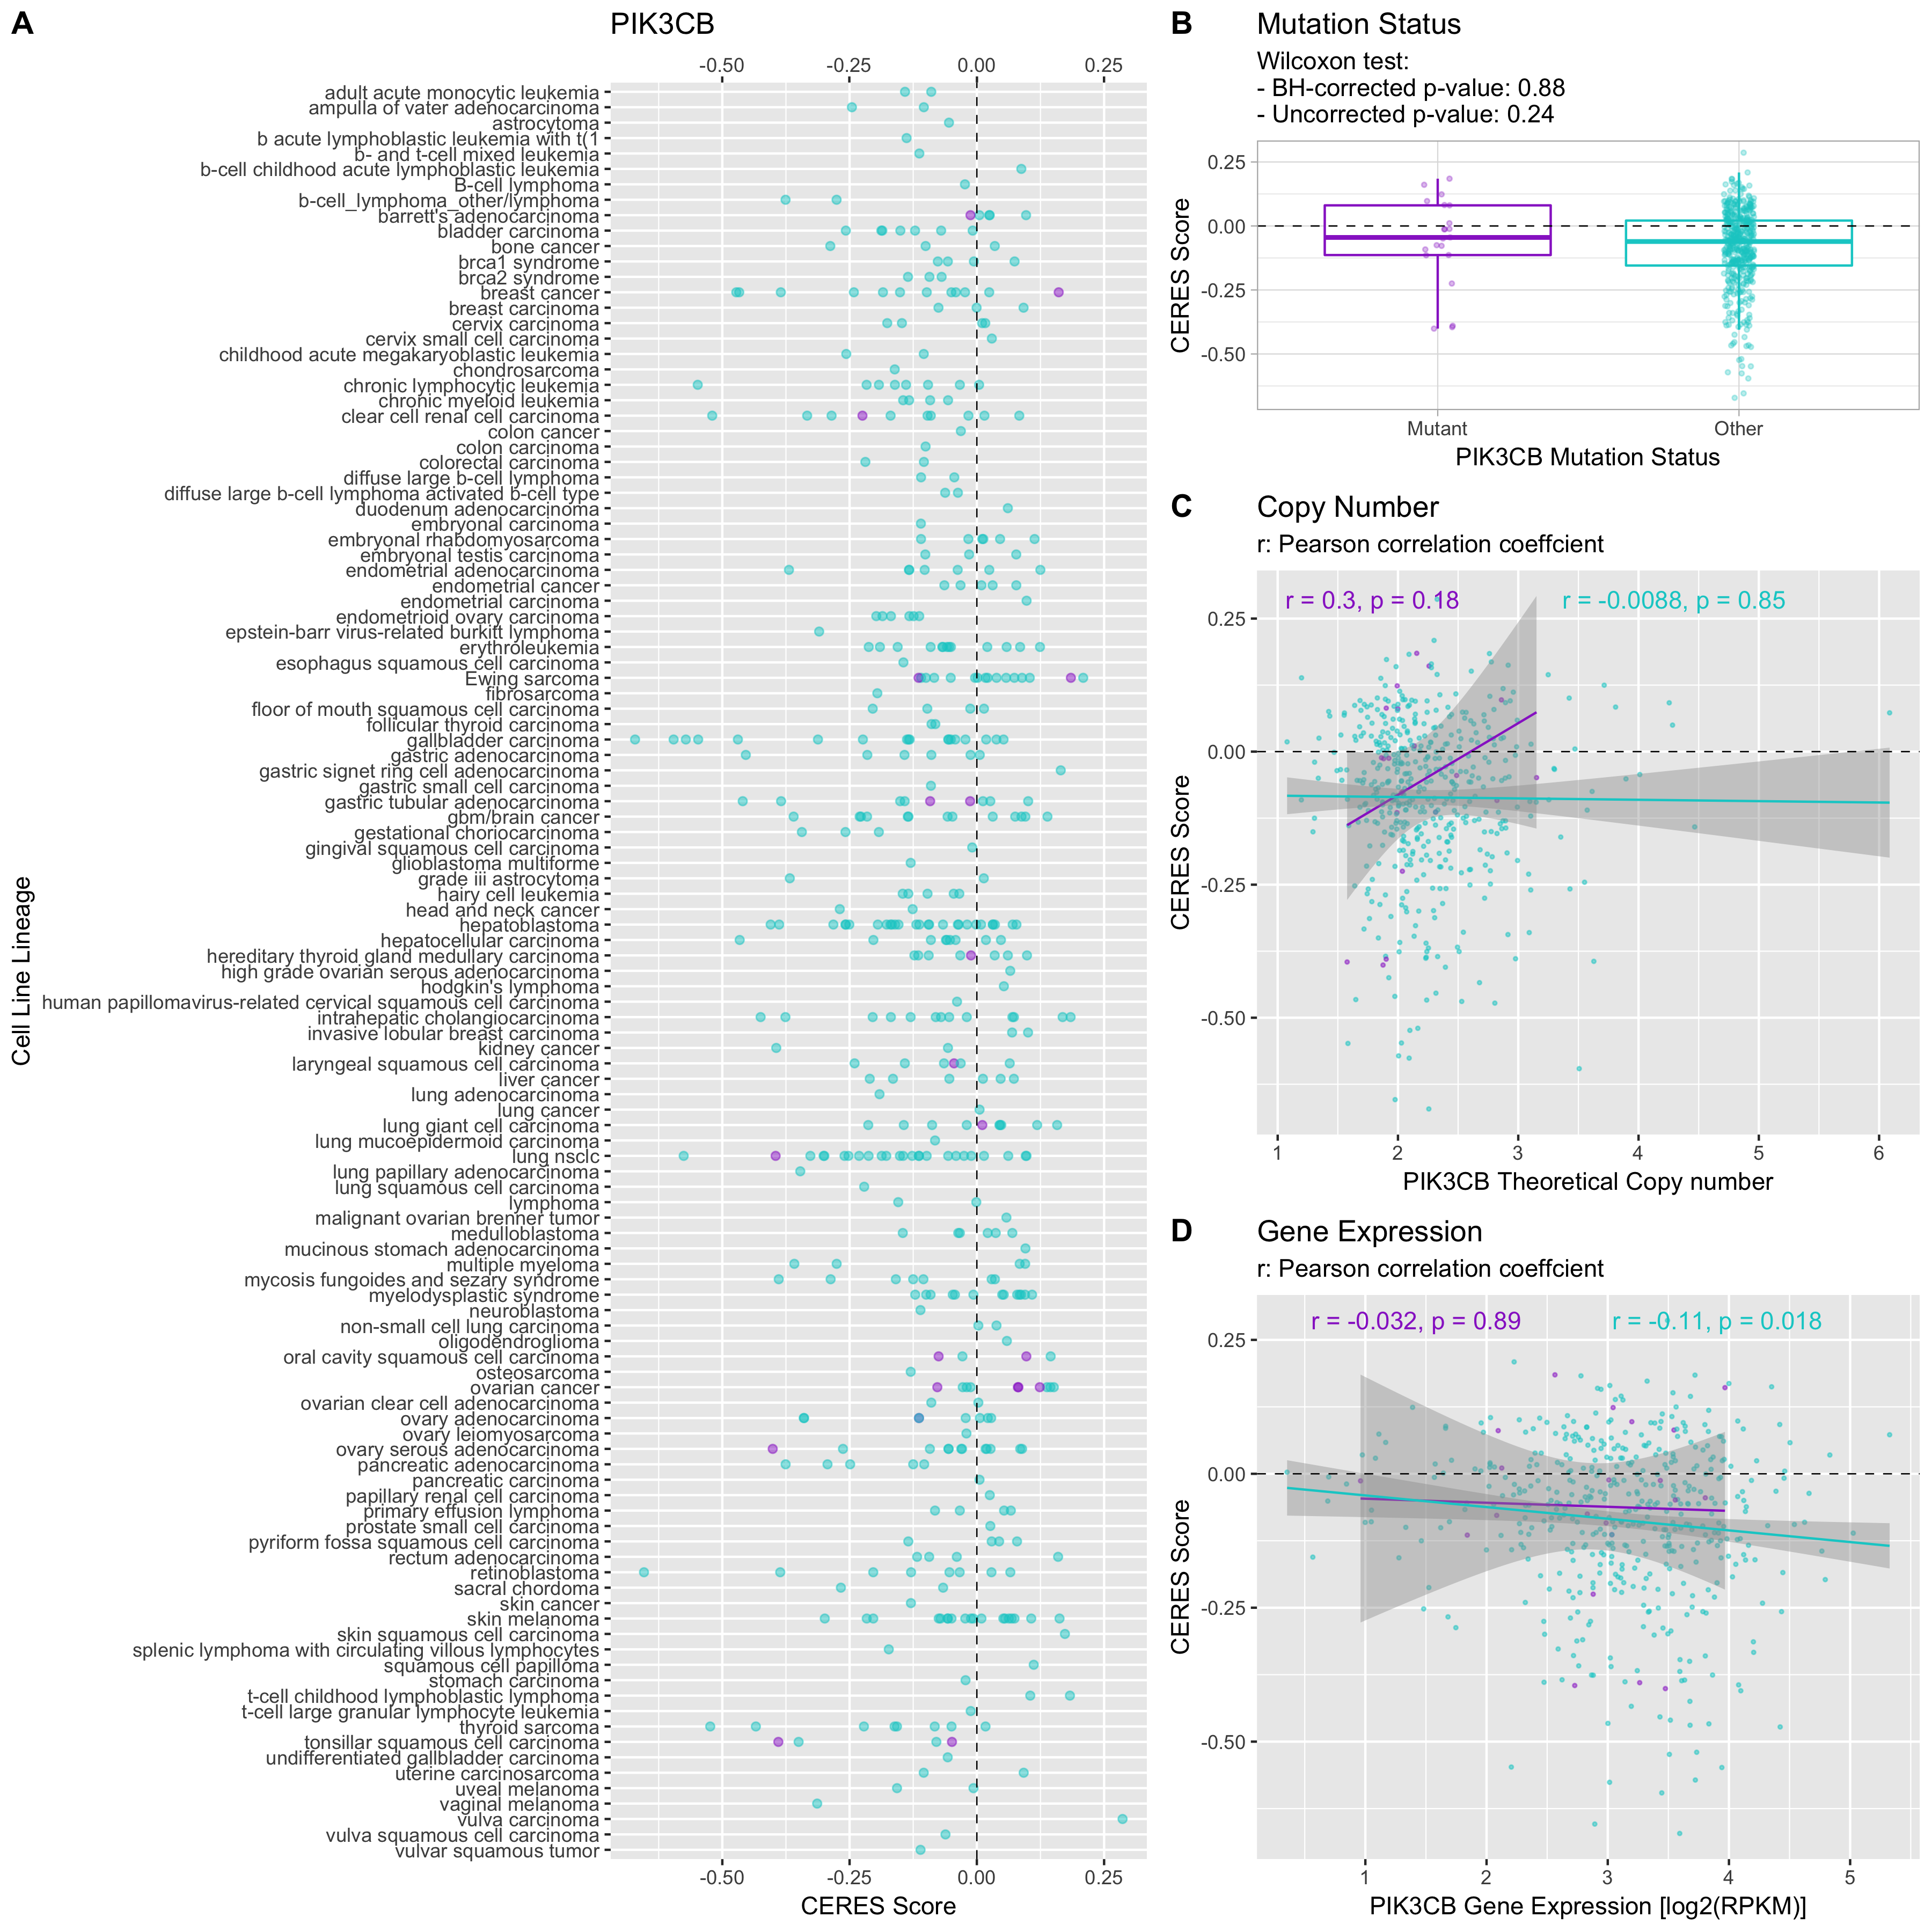 A
PIK3CB
-0.50 -0.25 0.00 0.25
Cell Line Lineage
adult acute monocytic leukemia
ampulla of vater adenocarcinoma
astrocytoma
b acute lymphoblastic leukemia with t(1
b- and t-cell mixed leukemia
b-cell childhood acute lymphoblastic leukemia
B-cell lymphoma
b-cell_lymphoma_other/lymphoma
barrett's adenocarcinoma
bladder carcinoma
bone cancer
brca1 syndrome
brca2 syndrome
breast cancer
breast carcinoma
cervix carcinoma
cervix small cell carcinoma
childhood acute megakaryoblastic leukemia
chondrosarcoma
chronic lymphocytic leukemia
chronic myeloid leukemia
clear cell renal cell carcinoma
colon cancer
colon carcinoma
colorectal carcinoma
diffuse large b-cell lymphoma
diffuse large b-cell lymphoma activated b-cell type
duodenum adenocarcinoma
embryonal carcinoma
embryonal rhabdomyosarcoma
embryonal testis carcinoma
endometrial adenocarcinoma
endometrial cancer
endometrial carcinoma
endometrioid ovary carcinoma
epstein-barr virus-related burkitt lymphoma
erythroleukemia
esophagus squamous cell carcinoma
Ewing sarcoma
fibrosarcoma
floor of mouth squamous cell carcinoma
follicular thyroid carcinoma
gallbladder carcinoma
gastric adenocarcinoma
gastric signet ring cell adenocarcinoma
gastric small cell carcinoma
gastric tubular adenocarcinoma
gbm/brain cancer
gestational choriocarcinoma
gingival squamous cell carcinoma
glioblastoma multiforme
grade iii astrocytoma
hairy cell leukemia
head and neck cancer
hepatoblastoma
hepatocellular carcinoma
hereditary thyroid gland medullary carcinoma
high grade ovarian serous adenocarcinoma
hodgkin's lymphoma
human papillomavirus-related cervical squamous cell carcinoma
intrahepatic cholangiocarcinoma
invasive lobular breast carcinoma
kidney cancer
laryngeal squamous cell carcinoma
liver cancer
lung adenocarcinoma
lung cancer
lung giant cell carcinoma
lung mucoepidermoid carcinoma
lung nsclc
lung papillary adenocarcinoma
lung squamous cell carcinoma
lymphoma
malignant ovarian brenner tumor
medulloblastoma
mucinous stomach adenocarcinoma
multiple myeloma
mycosis fungoides and sezary syndrome
myelodysplastic syndrome
neuroblastoma
non-small cell lung carcinoma
oligodendroglioma
oral cavity squamous cell carcinoma
osteosarcoma
ovarian cancer
ovarian clear cell adenocarcinoma
ovary adenocarcinoma
ovary leiomyosarcoma
ovary serous adenocarcinoma
pancreatic adenocarcinoma
pancreatic carcinoma
papillary renal cell carcinoma
primary effusion lymphoma
prostate small cell carcinoma
pyriform fossa squamous cell carcinoma
rectum adenocarcinoma
retinoblastoma
sacral chordoma
skin cancer
skin melanoma
skin squamous cell carcinoma
splenic lymphoma with circulating villous lymphocytes
squamous cell papilloma
stomach carcinoma
t-cell childhood lymphoblastic lymphoma
t-cell large granular lymphocyte leukemia
thyroid sarcoma
tonsillar squamous cell carcinoma
undifferentiated gallbladder carcinoma
uterine carcinosarcoma
uveal melanoma
vaginal melanoma
vulva carcinoma
vulva squamous cell carcinoma
vulvar squamous tumor
-0.50 -0.25 0.00 0.25
CERES Score
B
Mutation Status
Wilcoxon test:
- BH-corrected p-value: 0.88
- Uncorrected p-value: 0.24
CERES Score
0.25
0.00
-0.25
-0.50
Mutant Other
PIK3CB Mutation Status
C
Copy Number
r: Pearson correlation coeffcient
r = 0.3, p = 0.18 r = -0.0088, p = 0.85
CERES Score
0.25
0.00
-0.25
-0.50
1 2 3 4 5 6
PIK3CB Theoretical Copy number
D
Gene Expression
r: Pearson correlation coeffcient
r = -0.032, p = 0.89 r = -0.11, p = 0.018
CERES Score
0.25
0.00
-0.25
-0.50
1 2 3 4 5
PIK3CB Gene Expression [log2(RPKM)]